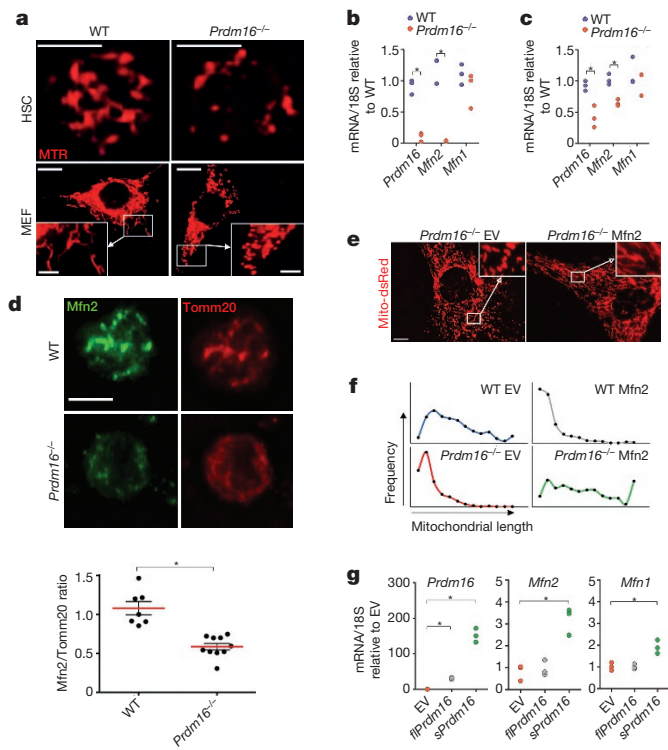 a
WT
Prdm16–/–
HSC
MTR
MEF
b
WT
Prdm16–/–
mRNA/18S relative
to WT
1.5
1.0
0.5
0
*
*
Prdm16
Mfn2
Mfn1
c
WT
Prdm16–/–
mRNA/18S relative
to WT
1.5
1.0
0.5
0
*
*
Prdm16
Mfn2
Mfn1
d
Mfn2
Tomm20
WT
Prdm16–/–
Mfn2/Tomm20 ratio
1.5
1.0
0.5
0
*
WT
Prdm16–/–
e
Prdm16–/– EV
Prdm16–/– Mfn2
Mito-dsRed
f
WT EV
WT Mfn2
Prdm16–/– EV
Prdm16–/– Mfn2
Frequency
Mitochondrial length
g
mRNA/18S
relative to EV
Prdm16
300
200
100
0
*
*
EV
flPrdm16
sPrdm16
Mfn2
5
4
3
2
1
0
*
EV
flPrdm16
sPrdm16
Mfn1
5
4
3
2
1
0
*
EV
flPrdm16
sPrdm16